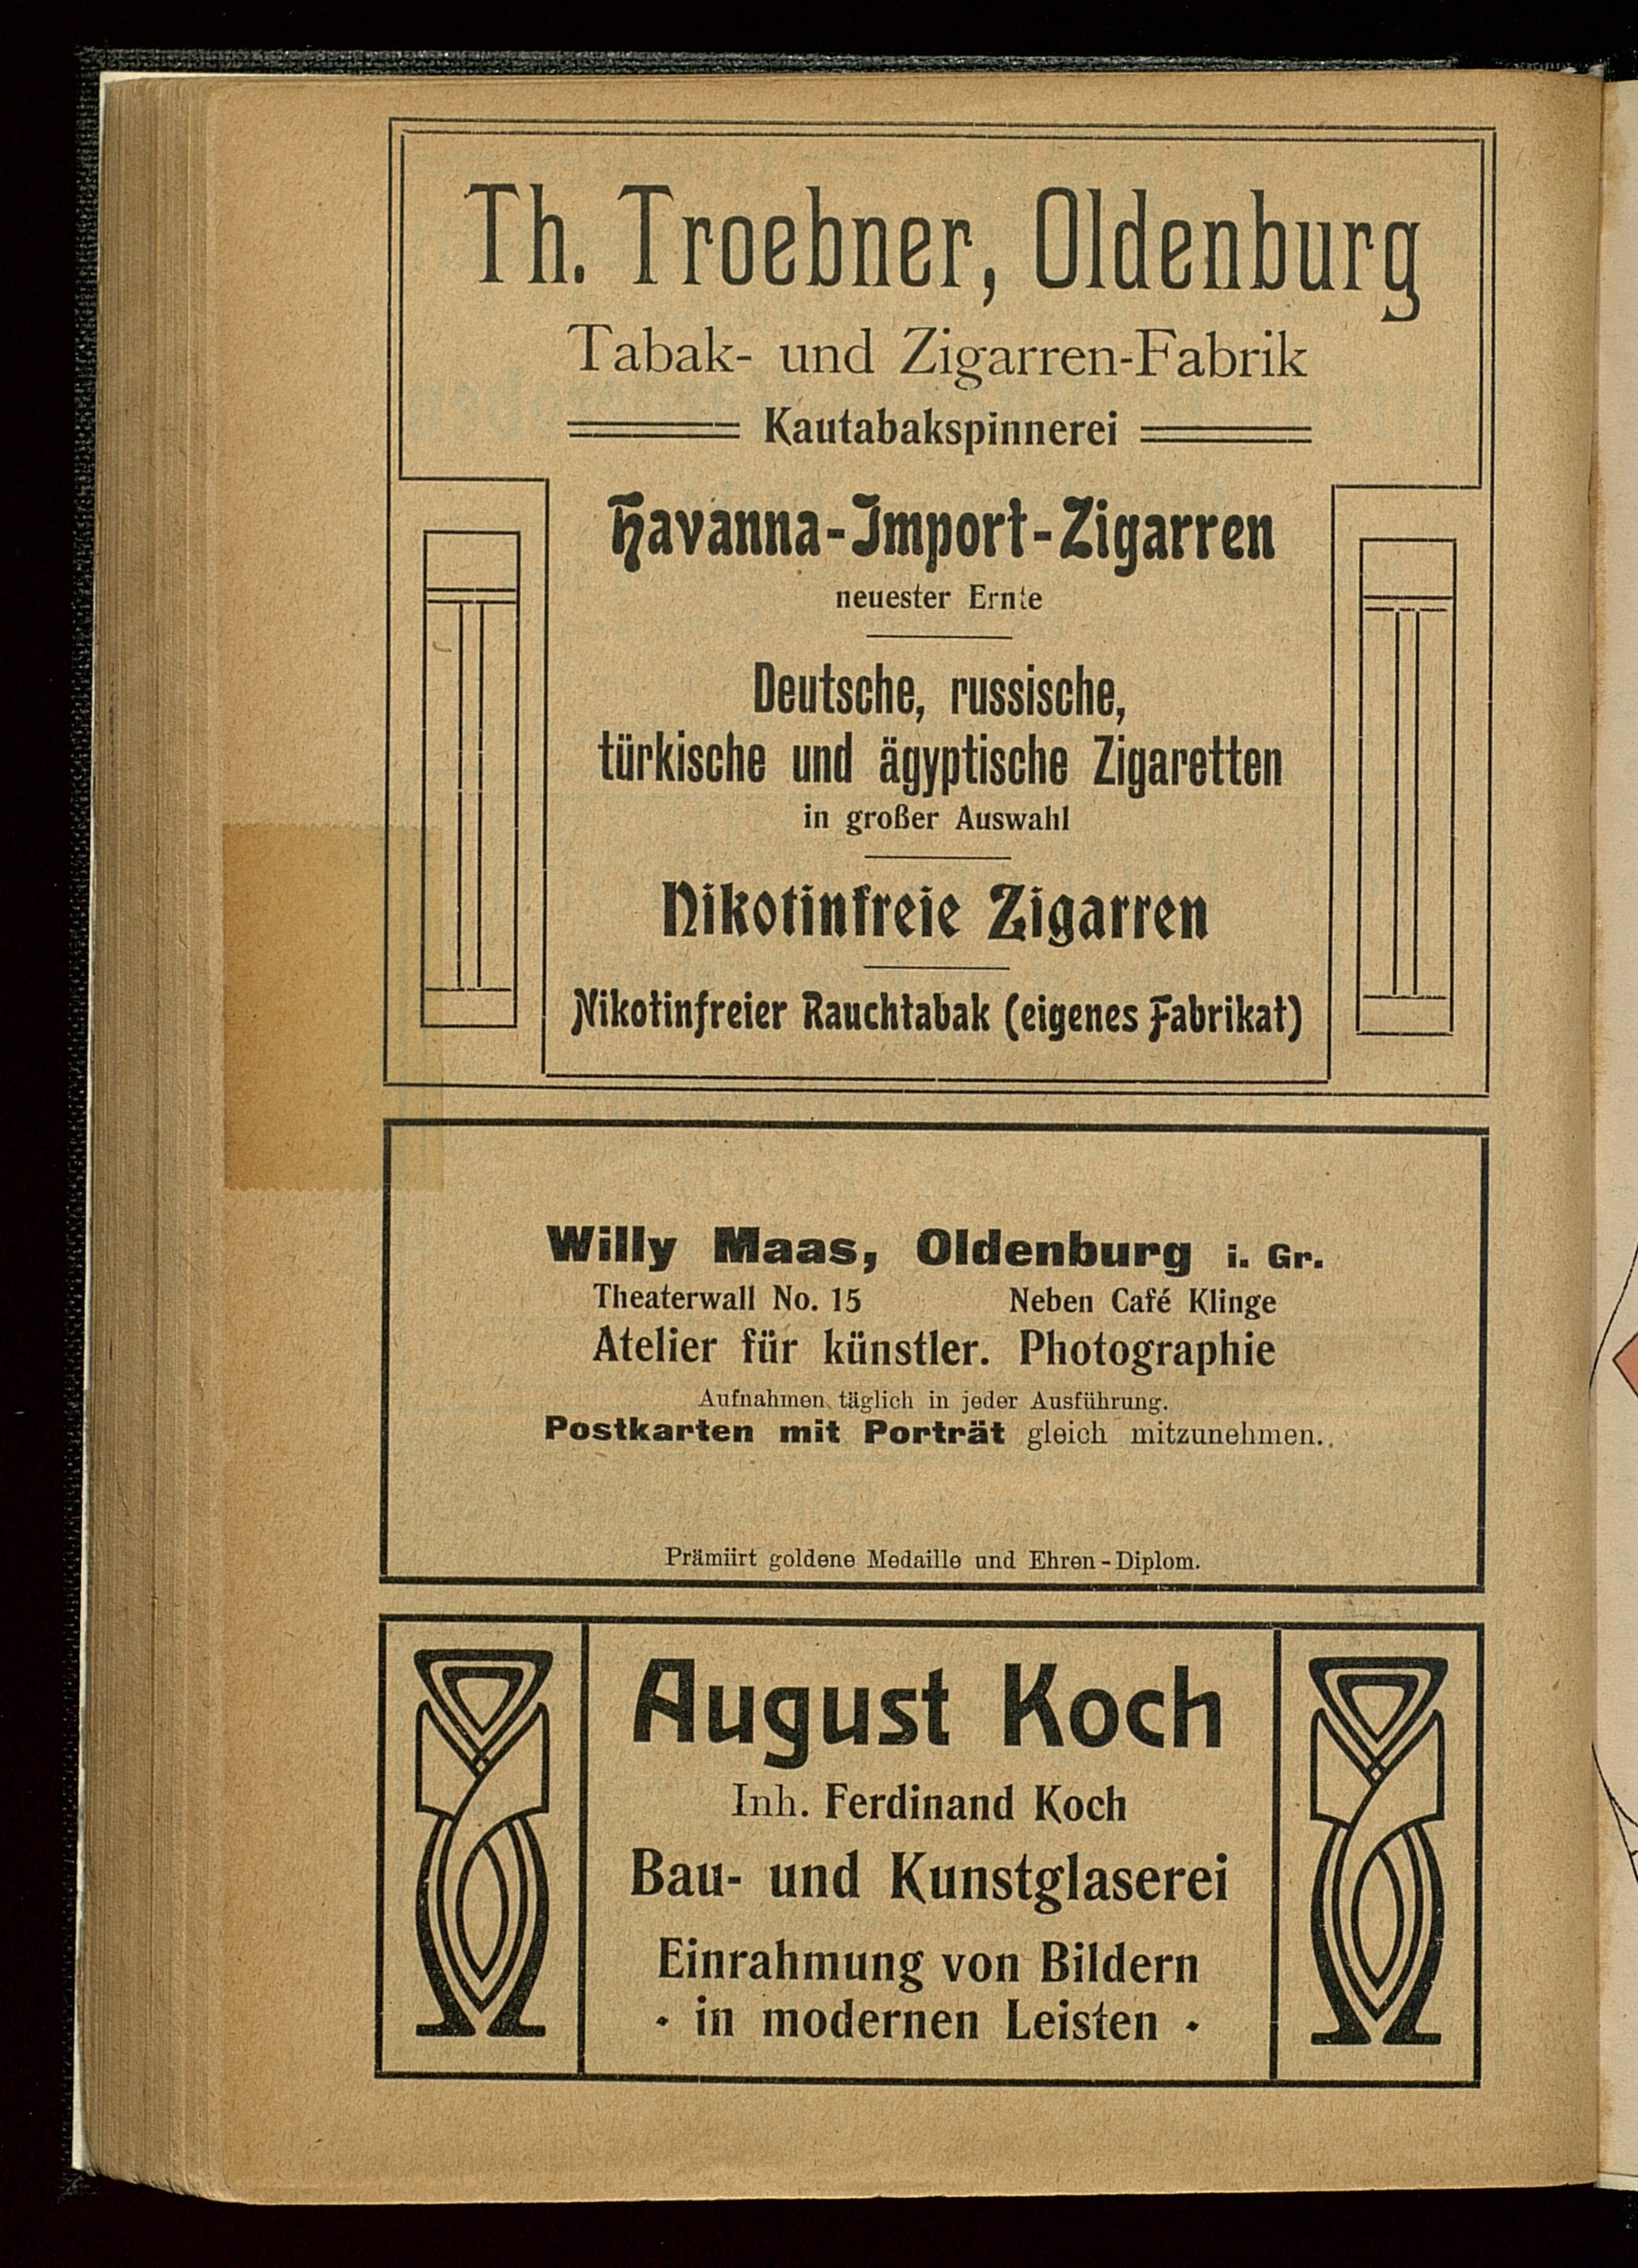 Th. Troebner, Oldenburg
Tabak- und Zigarren-Fabrik
Kautabakspinnerei
Havanna-Import-Zigarren
neuester Ernte
Deutsche, russische,
türkische und ägyptische Zigaretten
in großer Auswahl
Nikotinfreie Zigarren
Nikotinfreier Rauchtabak (eigenes Fabrikat)
Willy Maas, Oldenburg i. Gr.
Theaterwall No. 15 Neben Café Klinge
Atelier für künstler. Photographie
Aufnahmen täglich in jeder Ausführung.
Postkarten mit Porträt gleich mitzunehmen.
Prämiirt goldene Medaille und Ehren-Diplom.
August Koch
Inh. Ferdinand Koch
Bau- und Kunstglaserei
Einrahmung von Bildern
· in modernen Leisten ·